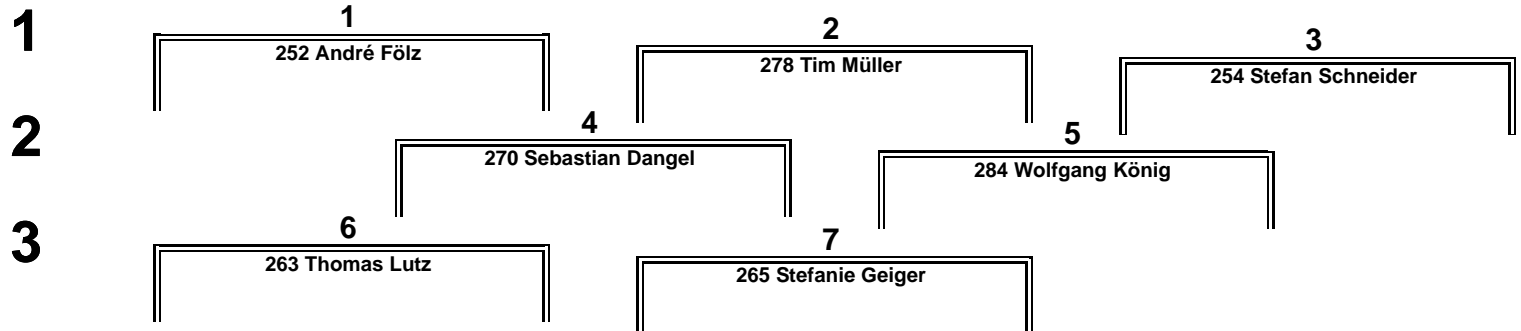 1
1
252 André Fölz
2
278 Tim Müller
3
254 Stefan Schneider
2
4
270 Sebastian Dangel
5
284 Wolfgang König
3
6
263 Thomas Lutz
7
265 Stefanie Geiger